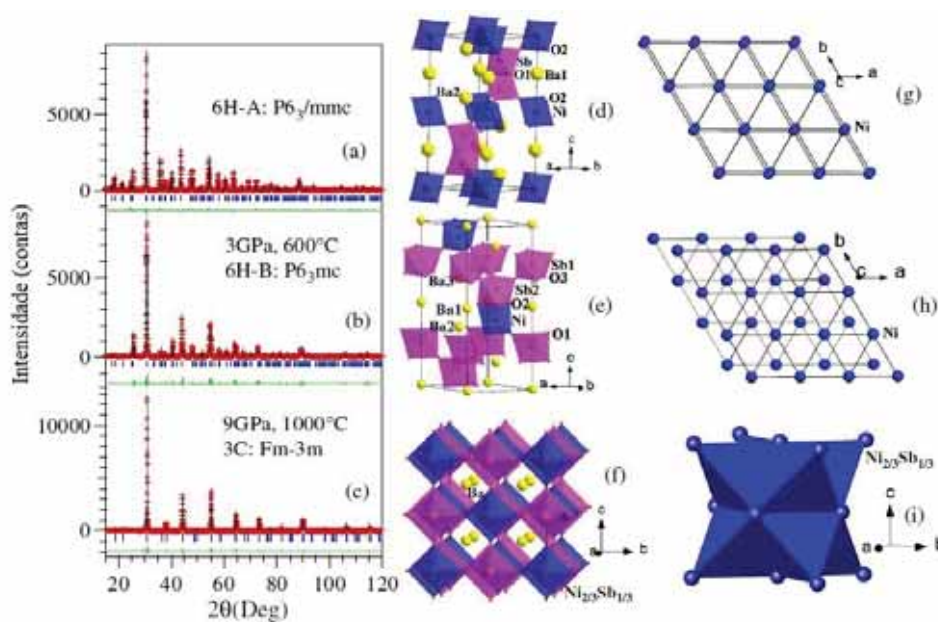 Intensidade (contas)
5000
0
6H-A: P6₃/mmc
(a)
5000
0
3GPa, 600°C
6H-B: P6₃mc
(b)
10000
0
9GPa, 1000°C
3C: Fm-3m
(c)
20 40 60 80 100 120
2θ(Deg)
O2
Sb
O1
Ba1
Ba2
O2
Ni
(d)
c
a
b
Sb1
O3
Ba3
Sb2
Ba1
O2
Ba2
Ni
O1
(e)
c
a
b
Ba
(f)
c
a
b
Ni2/3Sb1/3
b
c
a
(g)
Ni
b
c
a
(h)
Ni
Ni2/3Sb1/3
c
a
b
(i)